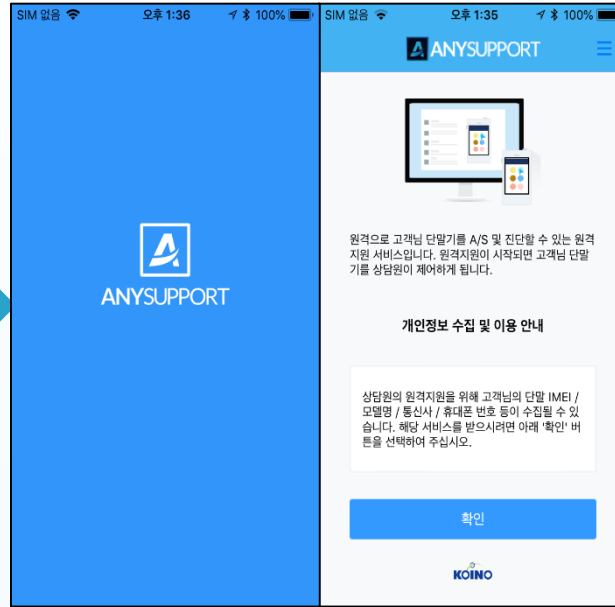 SIM 없음 오후 1:36 100%
ANYSUPPORT
SIM 없음 오후 1:35 100%
ANYSUPPORT
원격으로 고객님 단말기를 A/S 및 진단할 수 있는 원격
지원 서비스입니다. 원격지원이 시작되면 고객님 단말
기를 상담원이 제어하게 됩니다.
개인정보 수집 및 이용 안내
상담원의 원격지원을 위해 고객님의 단말 IMEI /
모델명 / 통신사 / 휴대폰 번호 등이 수집될 수 있
습니다. 해당 서비스를 받으시려면 아래 '확인' 버
튼을 선택하여 주십시오.
확인
KOINO